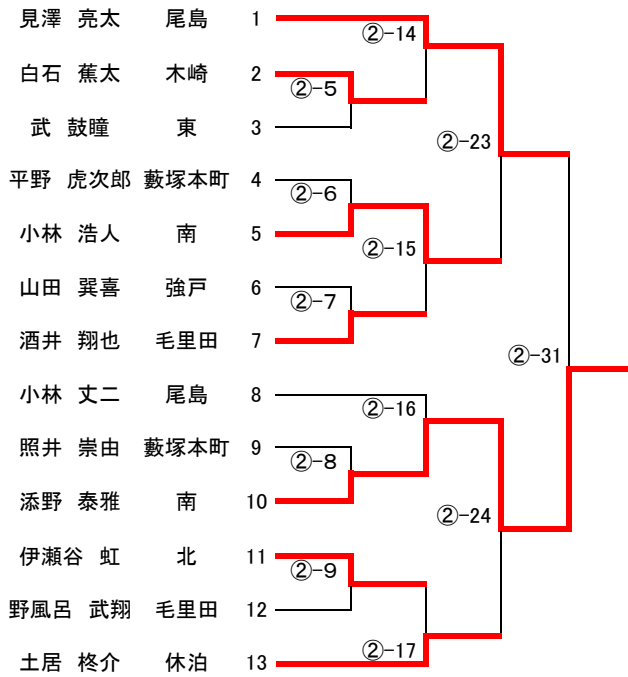 見澤 亮太 尾島 1
②-14
白石 蕉太 木崎 2
②-5
武 鼓瞳 東 3
②-23
平野 虎次郎 藪塚本町 4
②-6
小林 浩人 南 5
②-15
山田 巽喜 強戸 6
②-7
酒井 翔也 毛里田 7
②-31
小林 丈二 尾島 8
②-16
照井 崇由 藪塚本町 9
②-8
添野 泰雅 南 10
②-24
伊瀬谷 虹 北 11
②-9
野風呂 武翔 毛里田 12
②-17
土居 柊介 休泊 13